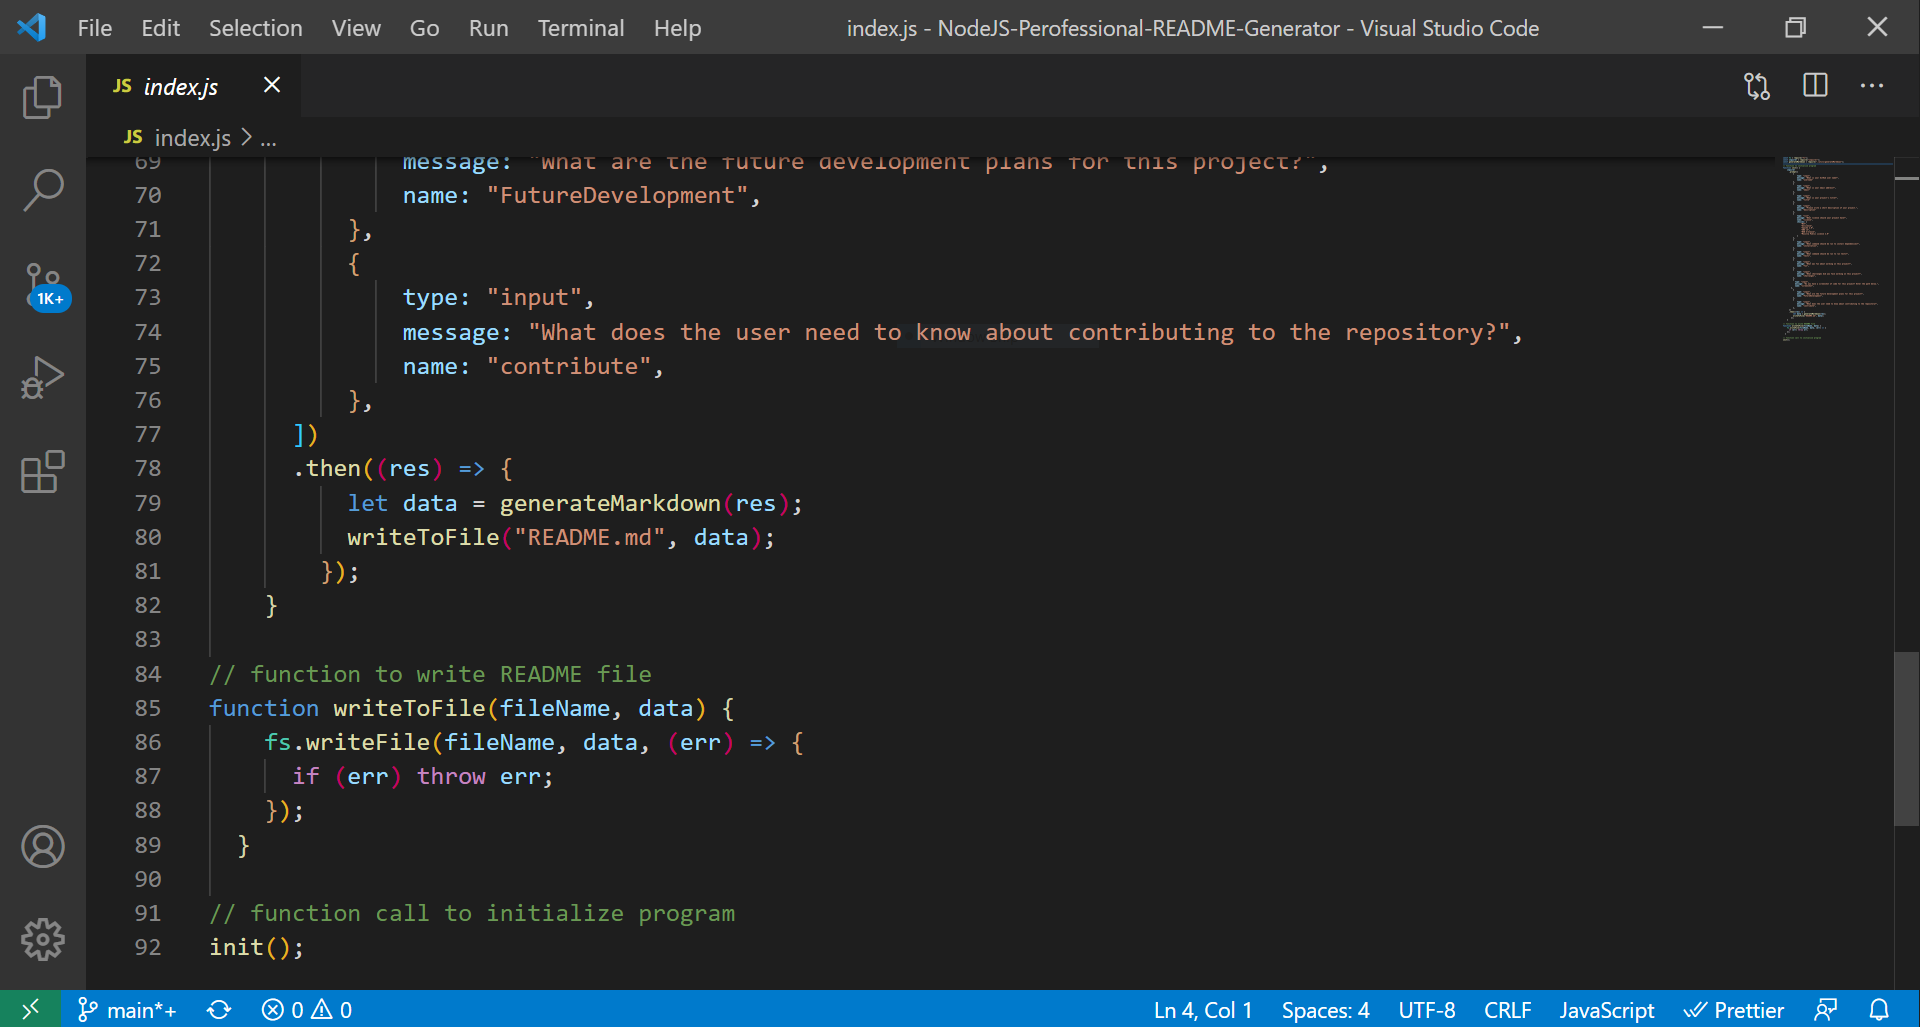 File Edit Selection View Go Run Terminal Help index.js - NodeJS-Perofessional-README-Generator - Visual Studio Code
JS index.js
JS index.js > ...
1K+
69 message: "What are the future development plans for this project?",
70 name: "FutureDevelopment",
71 },
72 {
73 type: "input",
74 message: "What does the user need to know about contributing to the repository?",
75 name: "contribute",
76 },
77 ])
78 .then((res) => {
79 let data = generateMarkdown(res);
80 writeToFile("README.md", data);
81 });
82 }
83
84 // function to write README file
85 function writeToFile(fileName, data) {
86 fs.writeFile(fileName, data, (err) => {
87 if (err) throw err;
88 });
89 }
90
91 // function call to initialize program
92 init();
main*+ 0 0 Ln 4, Col 1 Spaces: 4 UTF-8 CRLF JavaScript Prettier